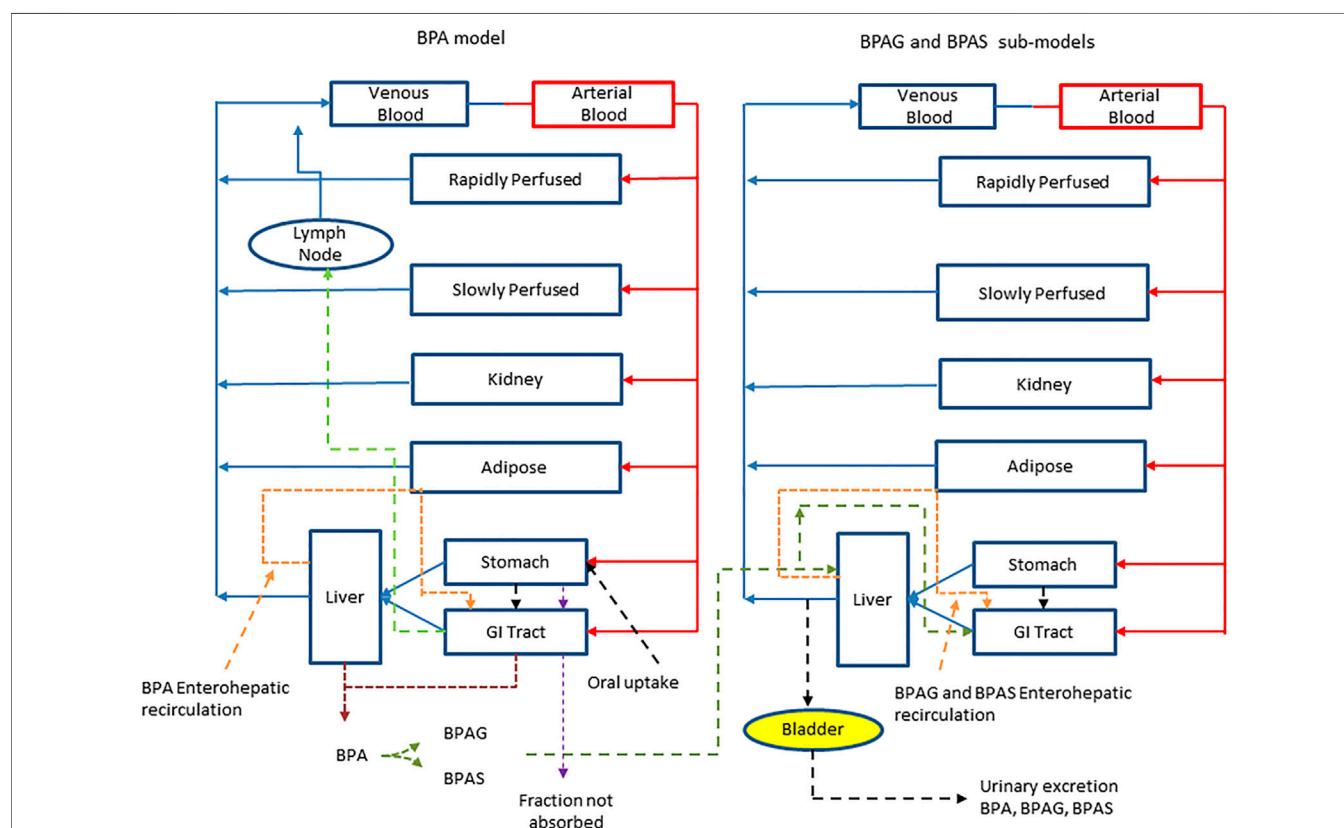 BPA model
Venous
Blood
Arterial
Blood
Rapidly Perfused
Lymph
Node
Slowly Perfused
Kidney
Adipose
Stomach
Liver
GI Tract
BPA Enterohepatic
recirculation
Oral uptake
BPA
BPAG
BPAS
Fraction not
absorbed
BPAG and BPAS sub-models
Venous
Blood
Arterial
Blood
Rapidly Perfused
Slowly Perfused
Kidney
Adipose
Stomach
Liver
GI Tract
BPAG and BPAS Enterohepatic
recirculation
Bladder
Urinary excretion
BPA, BPAG, BPAS